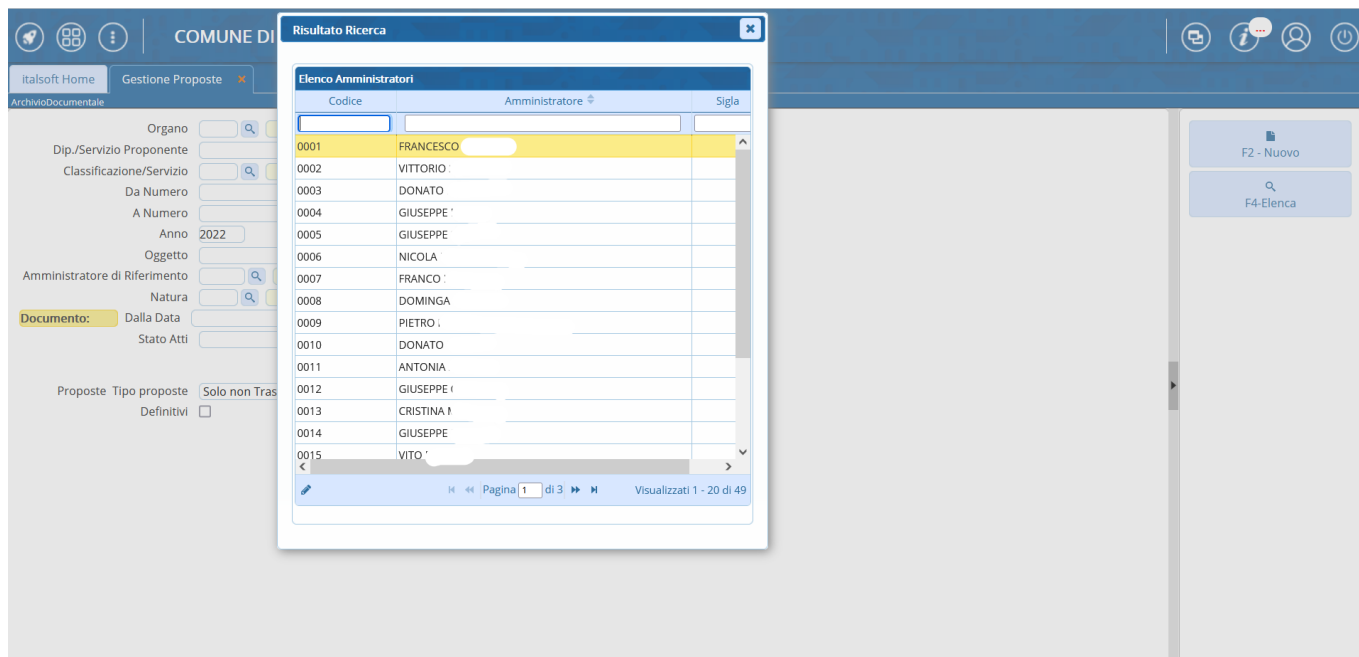 COMUNE DI
...
italsoft Home
Gestione Proposte
ArchivioDocumentale
Organo
Dip./Servizio Proponente
Classificazione/Servizio
Da Numero
A Numero
Anno 2022
Oggetto
Amministratore di Riferimento
Natura
Documento: Dalla Data
Stato Atti
Proposte Tipo proposte Solo non Tras
Definitivi
Risultato Ricerca
Elenco Amministratori
Codice Amministratore Sigla
0001 FRANCESCO
0002 VITTORIO
0003 DONATO
0004 GIUSEPPE
0005 GIUSEPPE
0006 NICOLA
0007 FRANCO
0008 DOMINGA
0009 PIETRO
0010 DONATO
0011 ANTONIA
0012 GIUSEPPE
0013 CRISTINA
0014 GIUSEPPE
0015 VITO
Pagina 1 di 3 Visualizzati 1 - 20 di 49
F2 - Nuovo
F4-Elenca